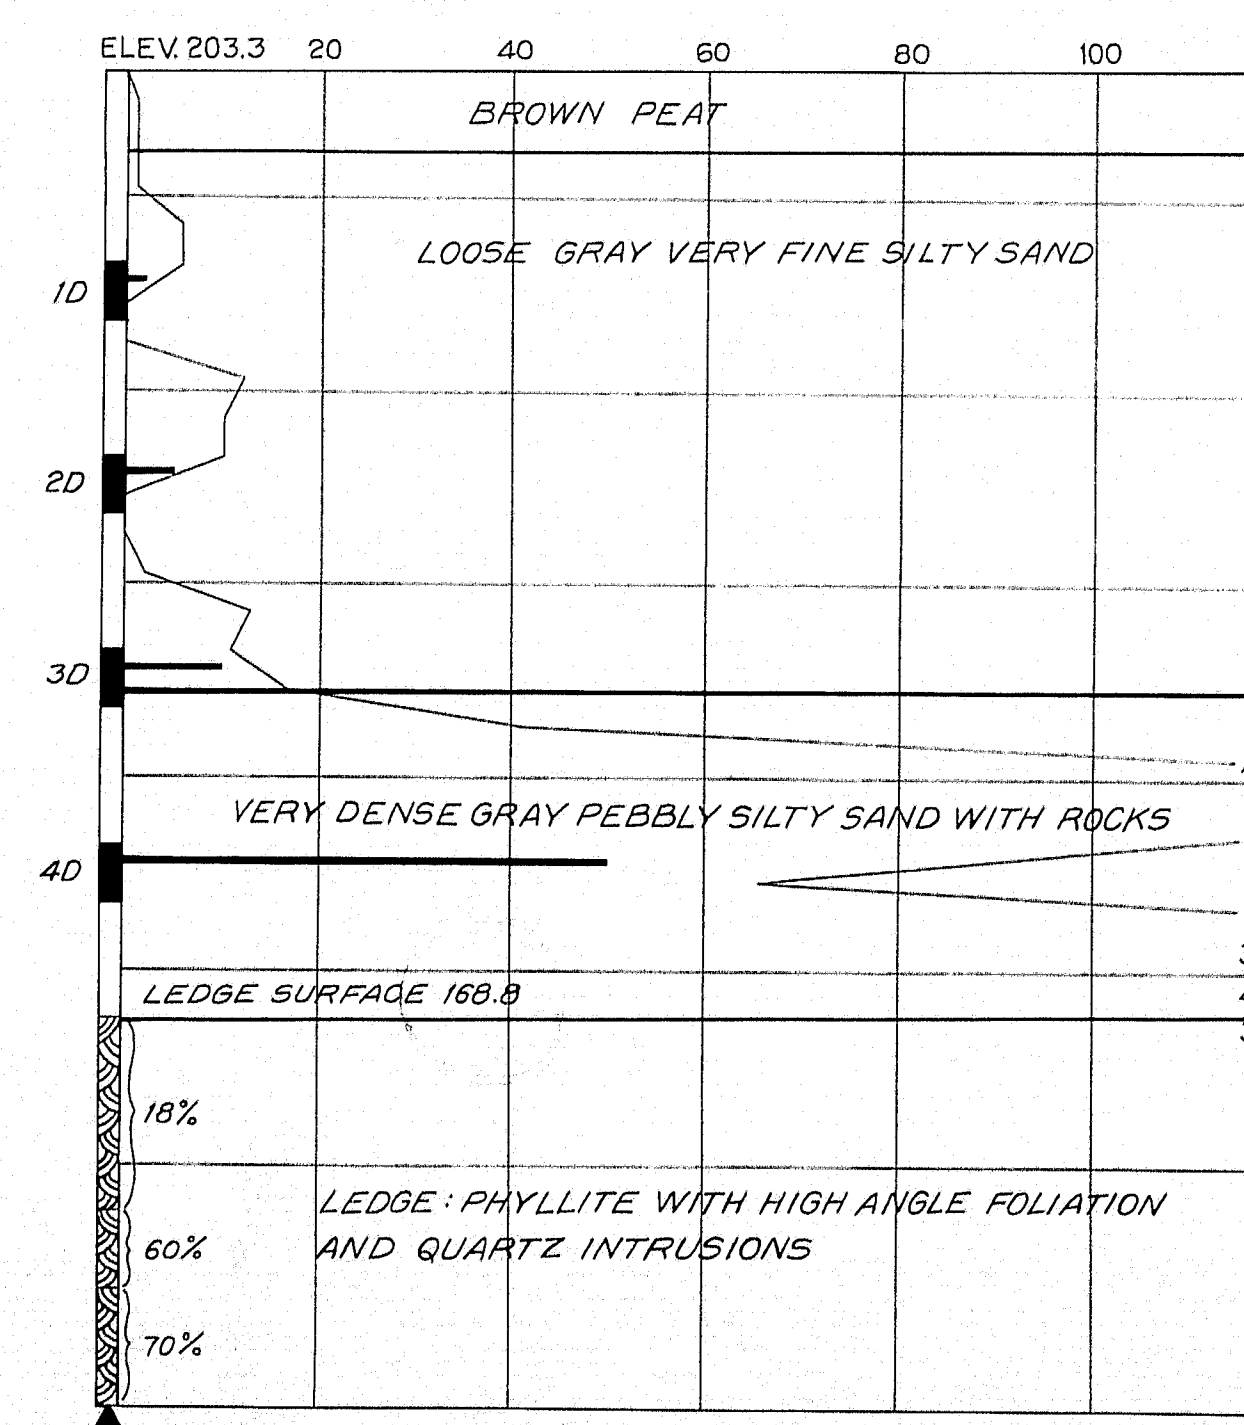 ELEV. 203.3 20 40 60 80 100
BROWN PEAT
LOOSE GRAY VERY FINE SILTY SAND
1D
2D
3D
VERY DENSE GRAY PEBBLY SILTY SAND WITH ROCKS
4D
LEDGE SURFACE 168.8
18%
LEDGE: PHYLLITE WITH HIGH ANGLE FOLIATION
AND QUARTZ INTRUSIONS
60%
70%